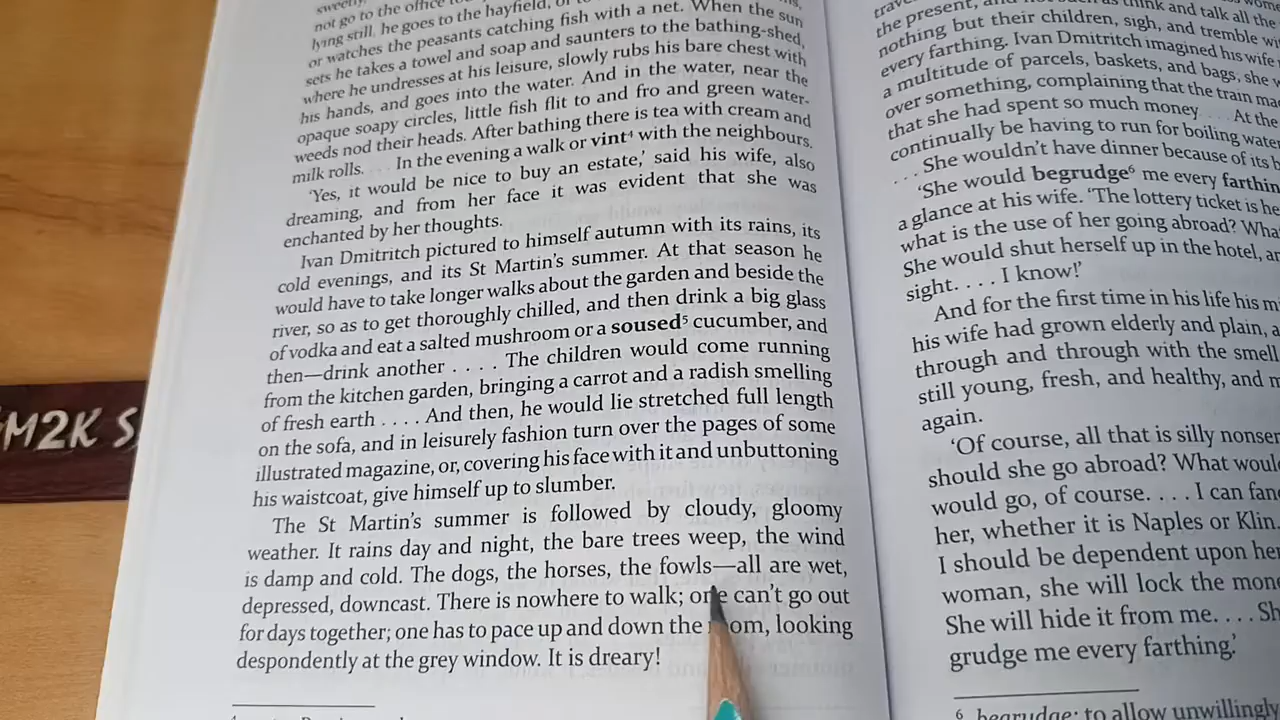 sweetly,
not go to the office
lying still, he goes to the hayfield,
or watches the peasants catching fish with a net. When the sun
sets he takes a towel and soap and saunters to the bathing-shed,
where he undresses at his leisure, slowly rubs his bare chest with
his hands, and goes into the water. And in the water, near the
opaque soapy circles, little fish flit to and fro and green water-
weeds nod their heads. After bathing there is tea with cream and
milk rolls. . . . In the evening a walk or vint⁴ with the neighbours.
‘Yes, it would be nice to buy an estate,’ said his wife, also
dreaming, and from her face it was evident that she was
enchanted by her thoughts.
Ivan Dmitritch pictured to himself autumn with its rains, its
cold evenings, and its St Martin’s summer. At that season he
would have to take longer walks about the garden and beside the
river, so as to get thoroughly chilled, and then drink a big glass
of vodka and eat a salted mushroom or a soused⁵ cucumber, and
then—drink another . . . . The children would come running
from the kitchen garden, bringing a carrot and a radish smelling
of fresh earth . . . . And then, he would lie stretched full length
on the sofa, and in leisurely fashion turn over the pages of some
illustrated magazine, or, covering his face with it and unbuttoning
his waistcoat, give himself up to slumber.
The St Martin’s summer is followed by cloudy, gloomy
weather. It rains day and night, the bare trees weep, the wind
is damp and cold. The dogs, the horses, the fowls—all are wet,
depressed, downcast. There is nowhere to walk; one can’t go out
for days together; one has to pace up and down the room, looking
despondently at the grey window. It is dreary!
the present, and think and talk all the
nothing but their children, sigh, and tremble
every farthing. Ivan Dmitritch imagined his wife
a multitude of parcels, baskets, and bags, she
over something, complaining that the train
that she had spent so much money . . . . At the
continually be having to run for boiling water
. . . She wouldn’t have dinner because of its
‘She would begrudge⁶ me every
a glance at his wife. ‘The lottery ticket is
what is the use of her going abroad?
She would shut herself up in the hotel,
sight. . . . I know!’
And for the first time in his life his
his wife had grown elderly and plain,
through and through with the smell
still young, fresh, and healthy, and
again.
‘Of course, all that is silly
should she go abroad? What
would go, of course. . . . I can
her, whether it is Naples or Klin.
I should be dependent upon her
woman, she will lock the
She will hide it from me. . . .
grudge me every farthing.’
⁶ begrudge: to allow unwillingly
M2K S